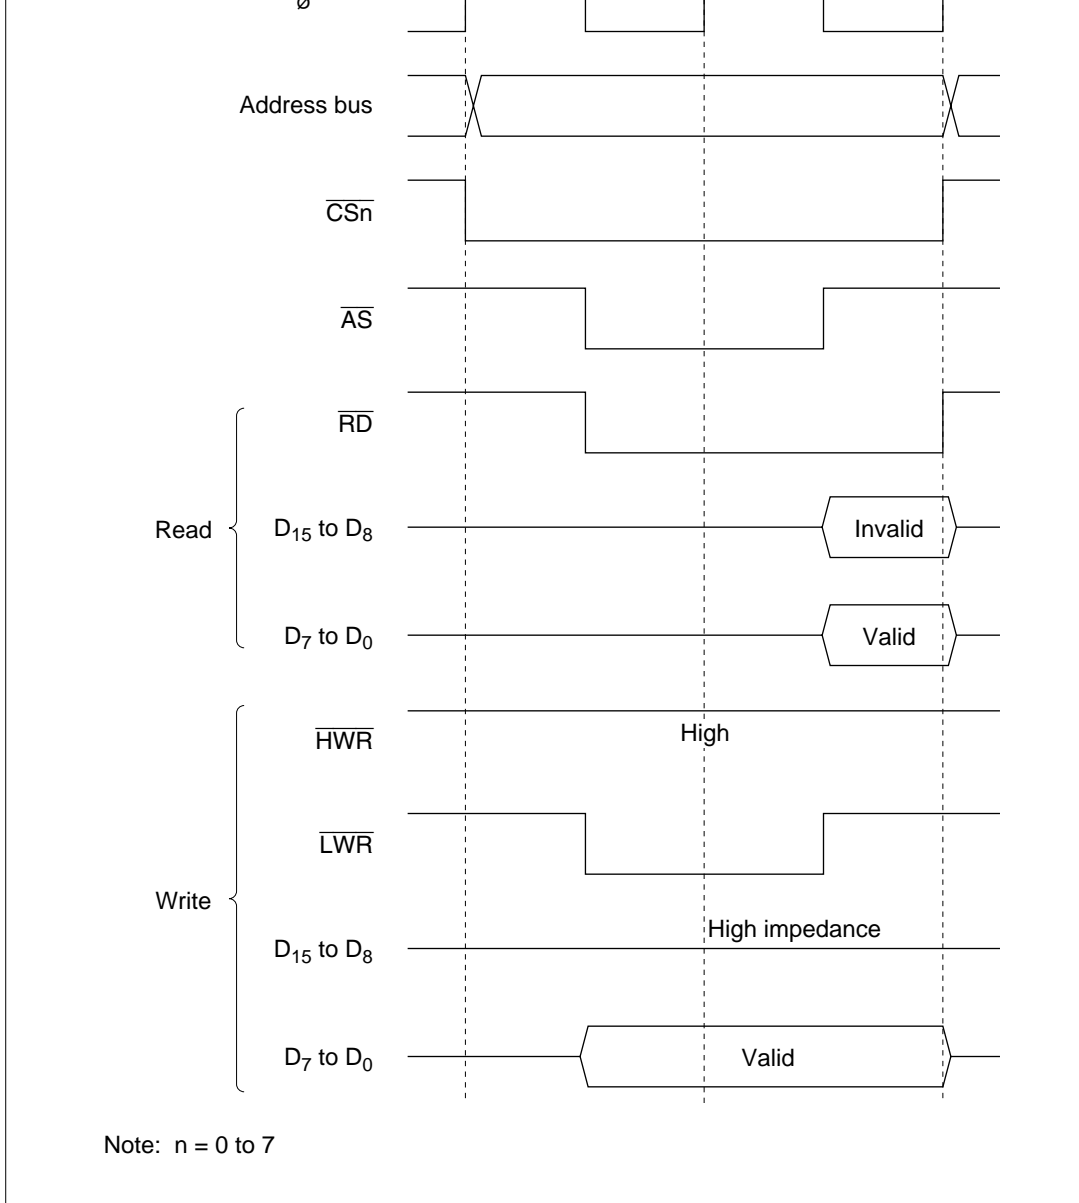 ø
Address bus
CSn
AS
RD
Read
D15 to D8
Invalid
D7 to D0
Valid
HWR
High
LWR
Write
High impedance
D15 to D8
D7 to D0
Valid
Note: n = 0 to 7